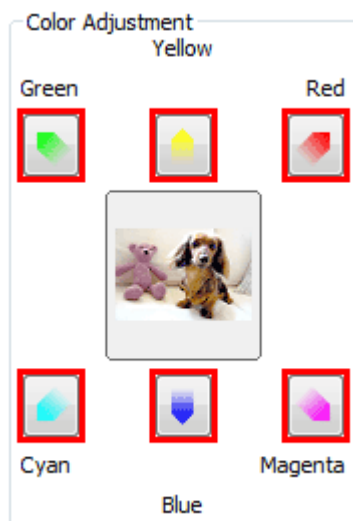 Color Adjustment
Yellow
Green
Red
Cyan
Magenta
Blue